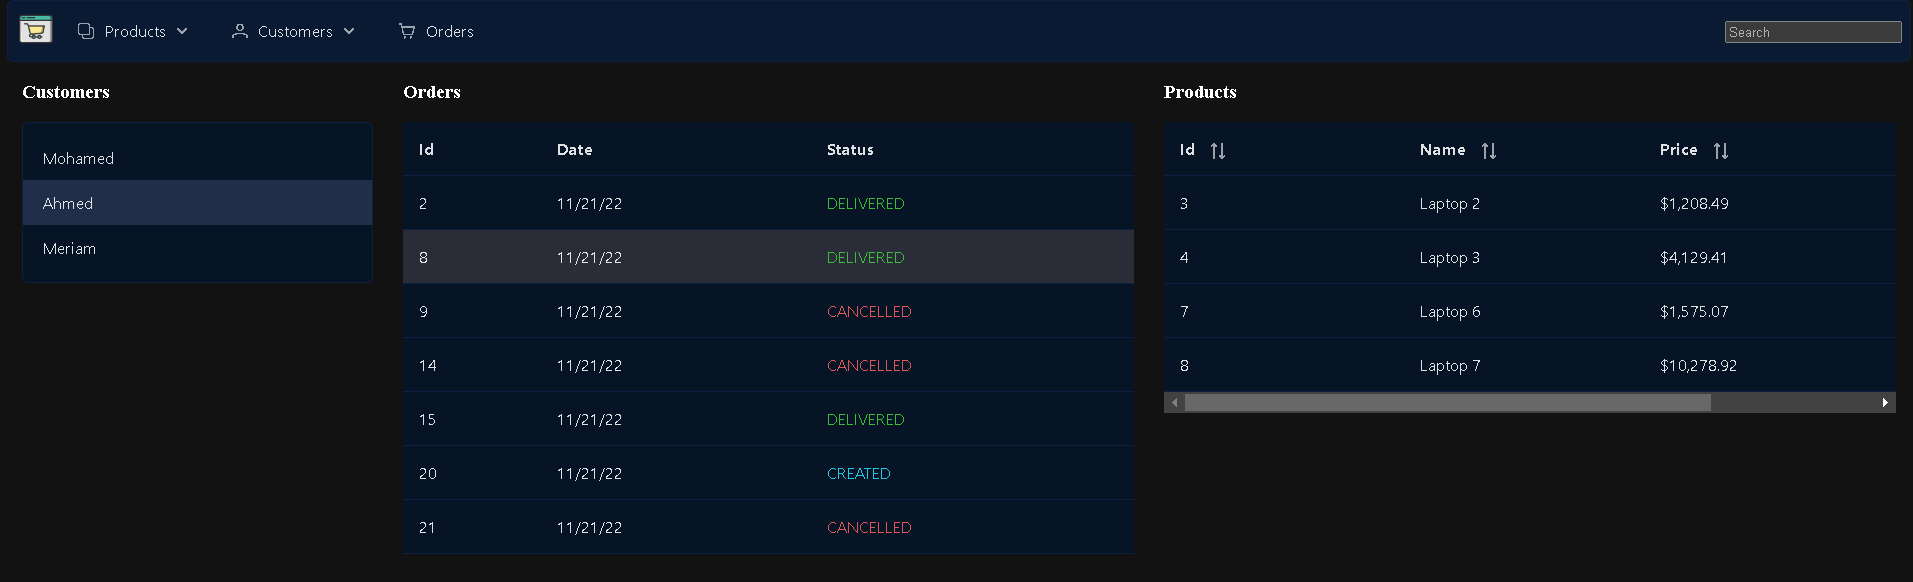 Products Customers Orders Search
Customers
Mohamed
Ahmed
Meriam
Orders
Id Date Status
2 11/21/22 DELIVERED
8 11/21/22 DELIVERED
9 11/21/22 CANCELLED
14 11/21/22 CANCELLED
15 11/21/22 DELIVERED
20 11/21/22 CREATED
21 11/21/22 CANCELLED
Products
Id Name Price
3 Laptop 2 $1,208.49
4 Laptop 3 $4,129.41
7 Laptop 6 $1,575.07
8 Laptop 7 $10,278.92